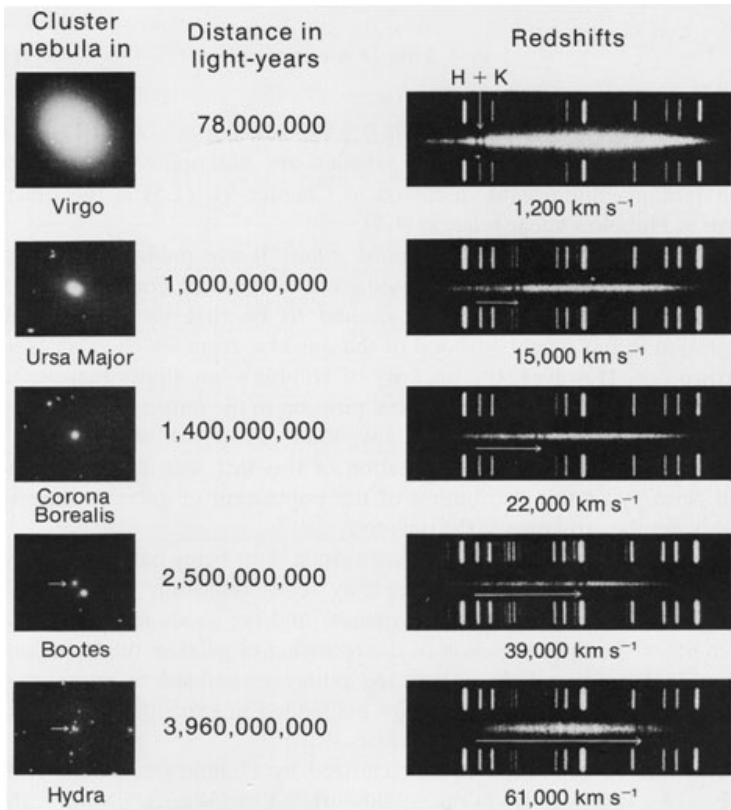 Cluster
nebula in
Distance in
light-years
Redshifts
H + K
78,000,000
Virgo
1,200 km s⁻¹
1,000,000,000
Ursa Major
15,000 km s⁻¹
1,400,000,000
Corona
Borealis
22,000 km s⁻¹
2,500,000,000
Bootes
39,000 km s⁻¹
3,960,000,000
Hydra
61,000 km s⁻¹